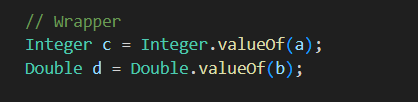 // Wrapper
Integer c = Integer.valueOf(a);
Double d = Double.valueOf(b);